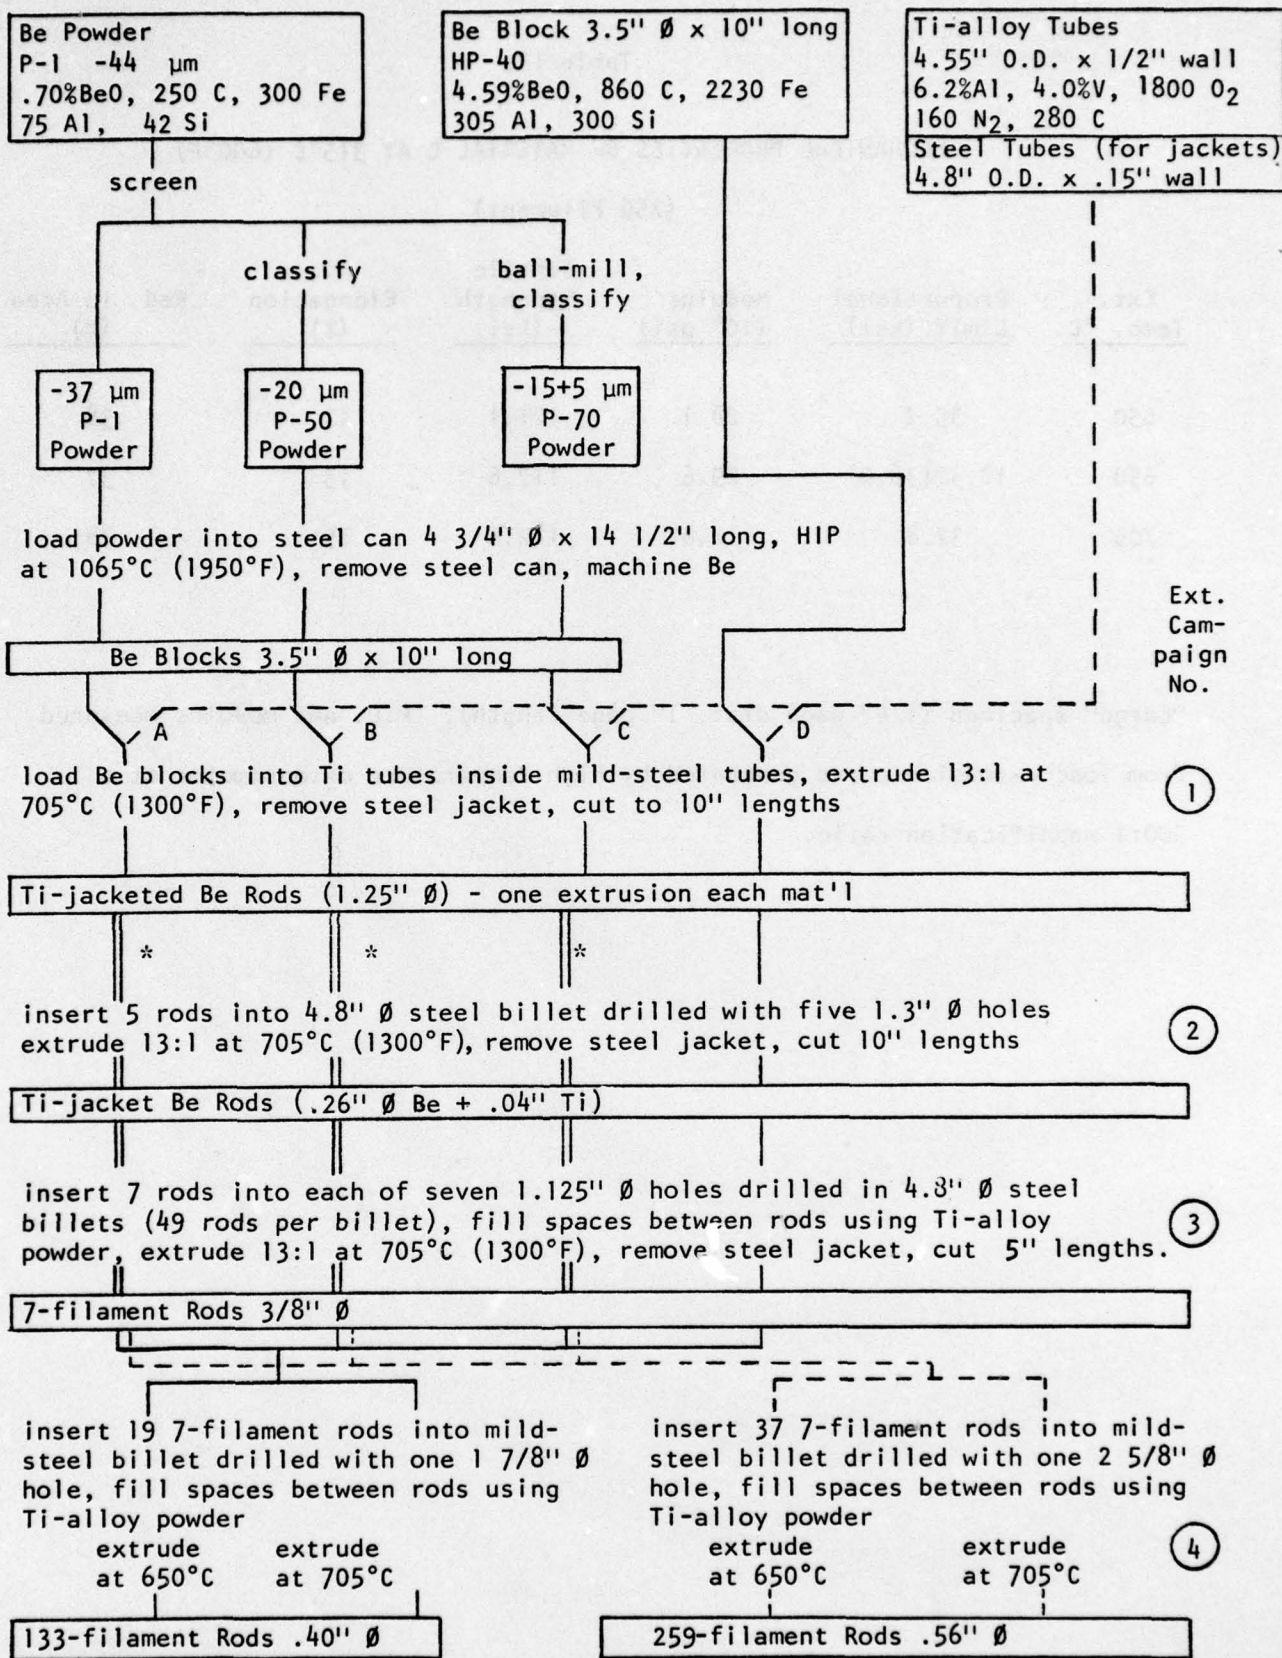 Be Powder
P-1 -44 µm
.70%BeO, 250 C, 300 Fe
75 Al, 42 Si
Be Block 3.5" Ø x 10" long
HP-40
4.59%BeO, 860 C, 2230 Fe
305 Al, 300 Si
Ti-alloy Tubes
4.55" O.D. x 1/2" wall
6.2%Al, 4.0%V, 1800 O₂
160 N₂, 280 C
Steel Tubes (for jackets)
4.8" O.D. x .15" wall
screen
classify
ball-mill,
classify
-37 µm
P-1
Powder
-20 µm
P-50
Powder
-15+5 µm
P-70
Powder
load powder into steel can 4 3/4" Ø x 14 1/2" long, HIP
at 1065°C (1950°F), remove steel can, machine Be
Ext.
Cam-
paign
No.
Be Blocks 3.5" Ø x 10" long
A B C D
load Be blocks into Ti tubes inside mild-steel tubes, extrude 13:1 at
705°C (1300°F), remove steel jacket, cut to 10" lengths
1
Ti-jacketed Be Rods (1.25" Ø) - one extrusion each mat'l
* * *
insert 5 rods into 4.8" Ø steel billet drilled with five 1.3" Ø holes
extrude 13:1 at 705°C (1300°F), remove steel jacket, cut 10" lengths
2
Ti-jacket Be Rods (.26" Ø Be + .04" Ti)
insert 7 rods into each of seven 1.125" Ø holes drilled in 4.8" Ø steel
billets (49 rods per billet), fill spaces between rods using Ti-alloy
powder, extrude 13:1 at 705°C (1300°F), remove steel jacket, cut 5" lengths.
3
7-filament Rods 3/8" Ø
insert 19 7-filament rods into mild-
steel billet drilled with one 1 7/8" Ø
hole, fill spaces between rods using
Ti-alloy powder
extrude extrude
at 650°C at 705°C
insert 37 7-filament rods into mild-
steel billet drilled with one 2 5/8" Ø
hole, fill spaces between rods using
Ti-alloy powder
extrude extrude
at 650°C at 705°C
4
133-filament Rods .40" Ø
259-filament Rods .56" Ø